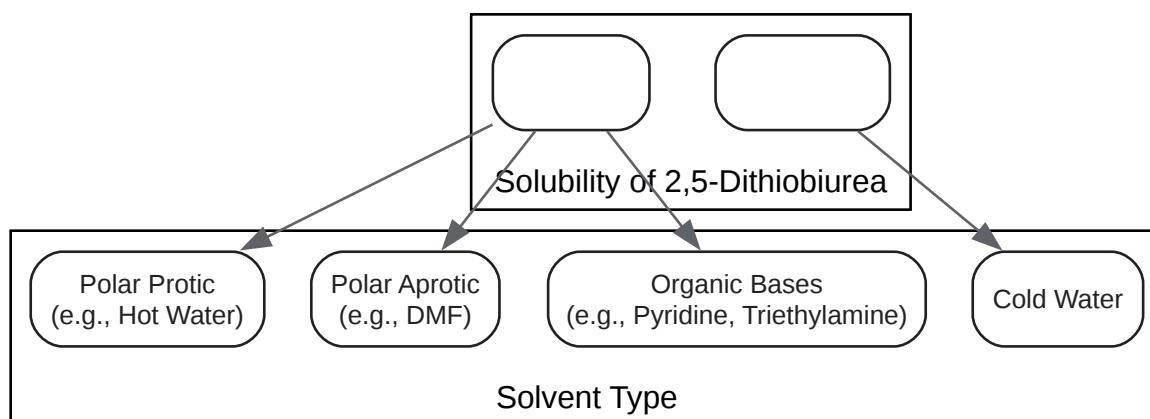 Solubility of 2,5-Dithiobiurea
Polar Protic
(e.g., Hot Water)
Polar Aprotic
(e.g., DMF)
Organic Bases
(e.g., Pyridine, Triethylamine)
Cold Water
Solvent Type